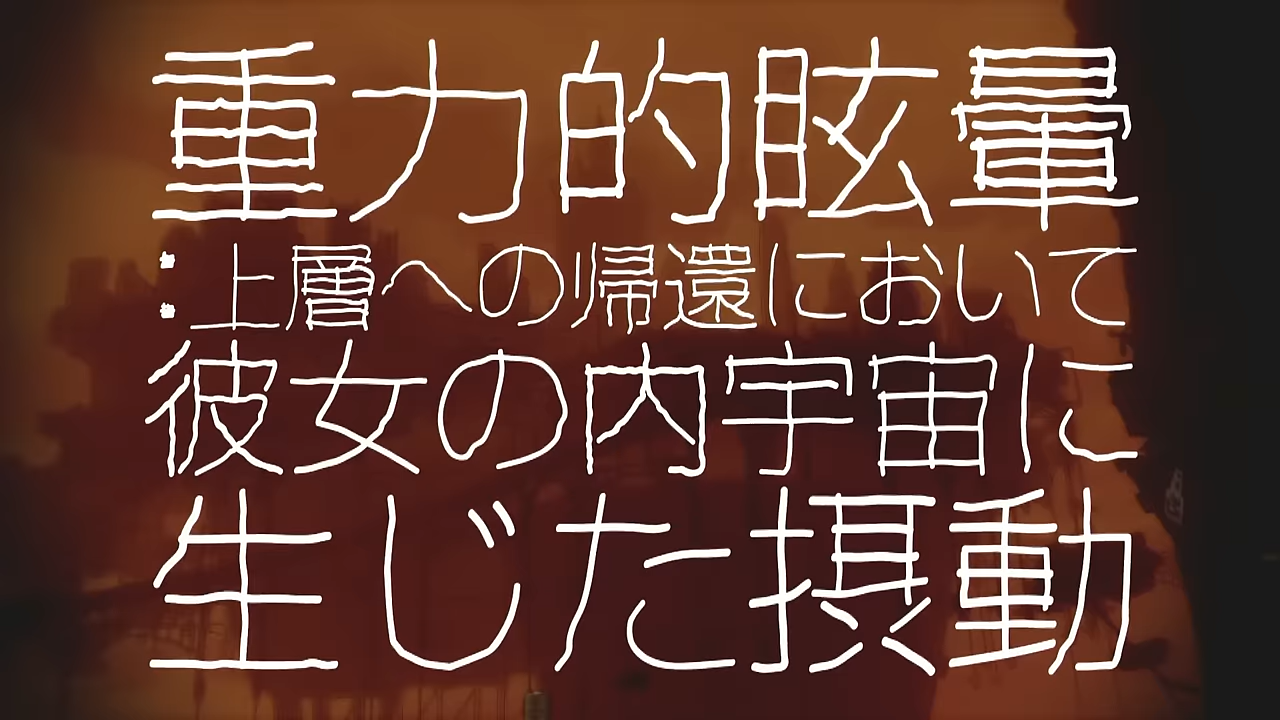 重力的眩暈
:上層への帰還において
彼女の内宇宙に
生じた摂動